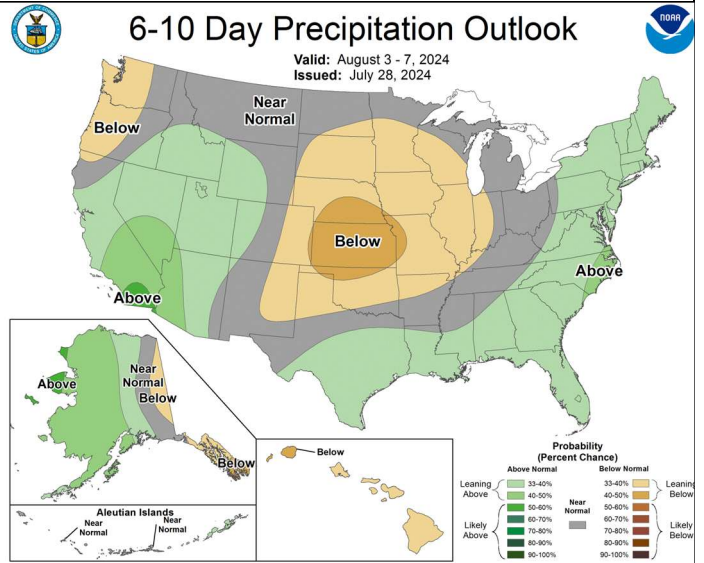 6-10 Day Precipitation Outlook
Valid: August 3 - 7, 2024
Issued: July 28, 2024
NOAA
Below
Near
Normal
Below
Above
Above
Above
Near
Normal
Below
Below
Aleutian Islands
Near
Normal
Near
Normal
Below
Probability
(Percent Chance)
Above Normal
Below Normal
Leaning
Above
33-40%
40-50%
Likely
Above
50-60%
60-70%
70-80%
80-90%
90-100%
Near
Normal
33-40%
40-50%
Leaning
Below
50-60%
60-70%
70-80%
80-90%
90-100%
Likely
Below